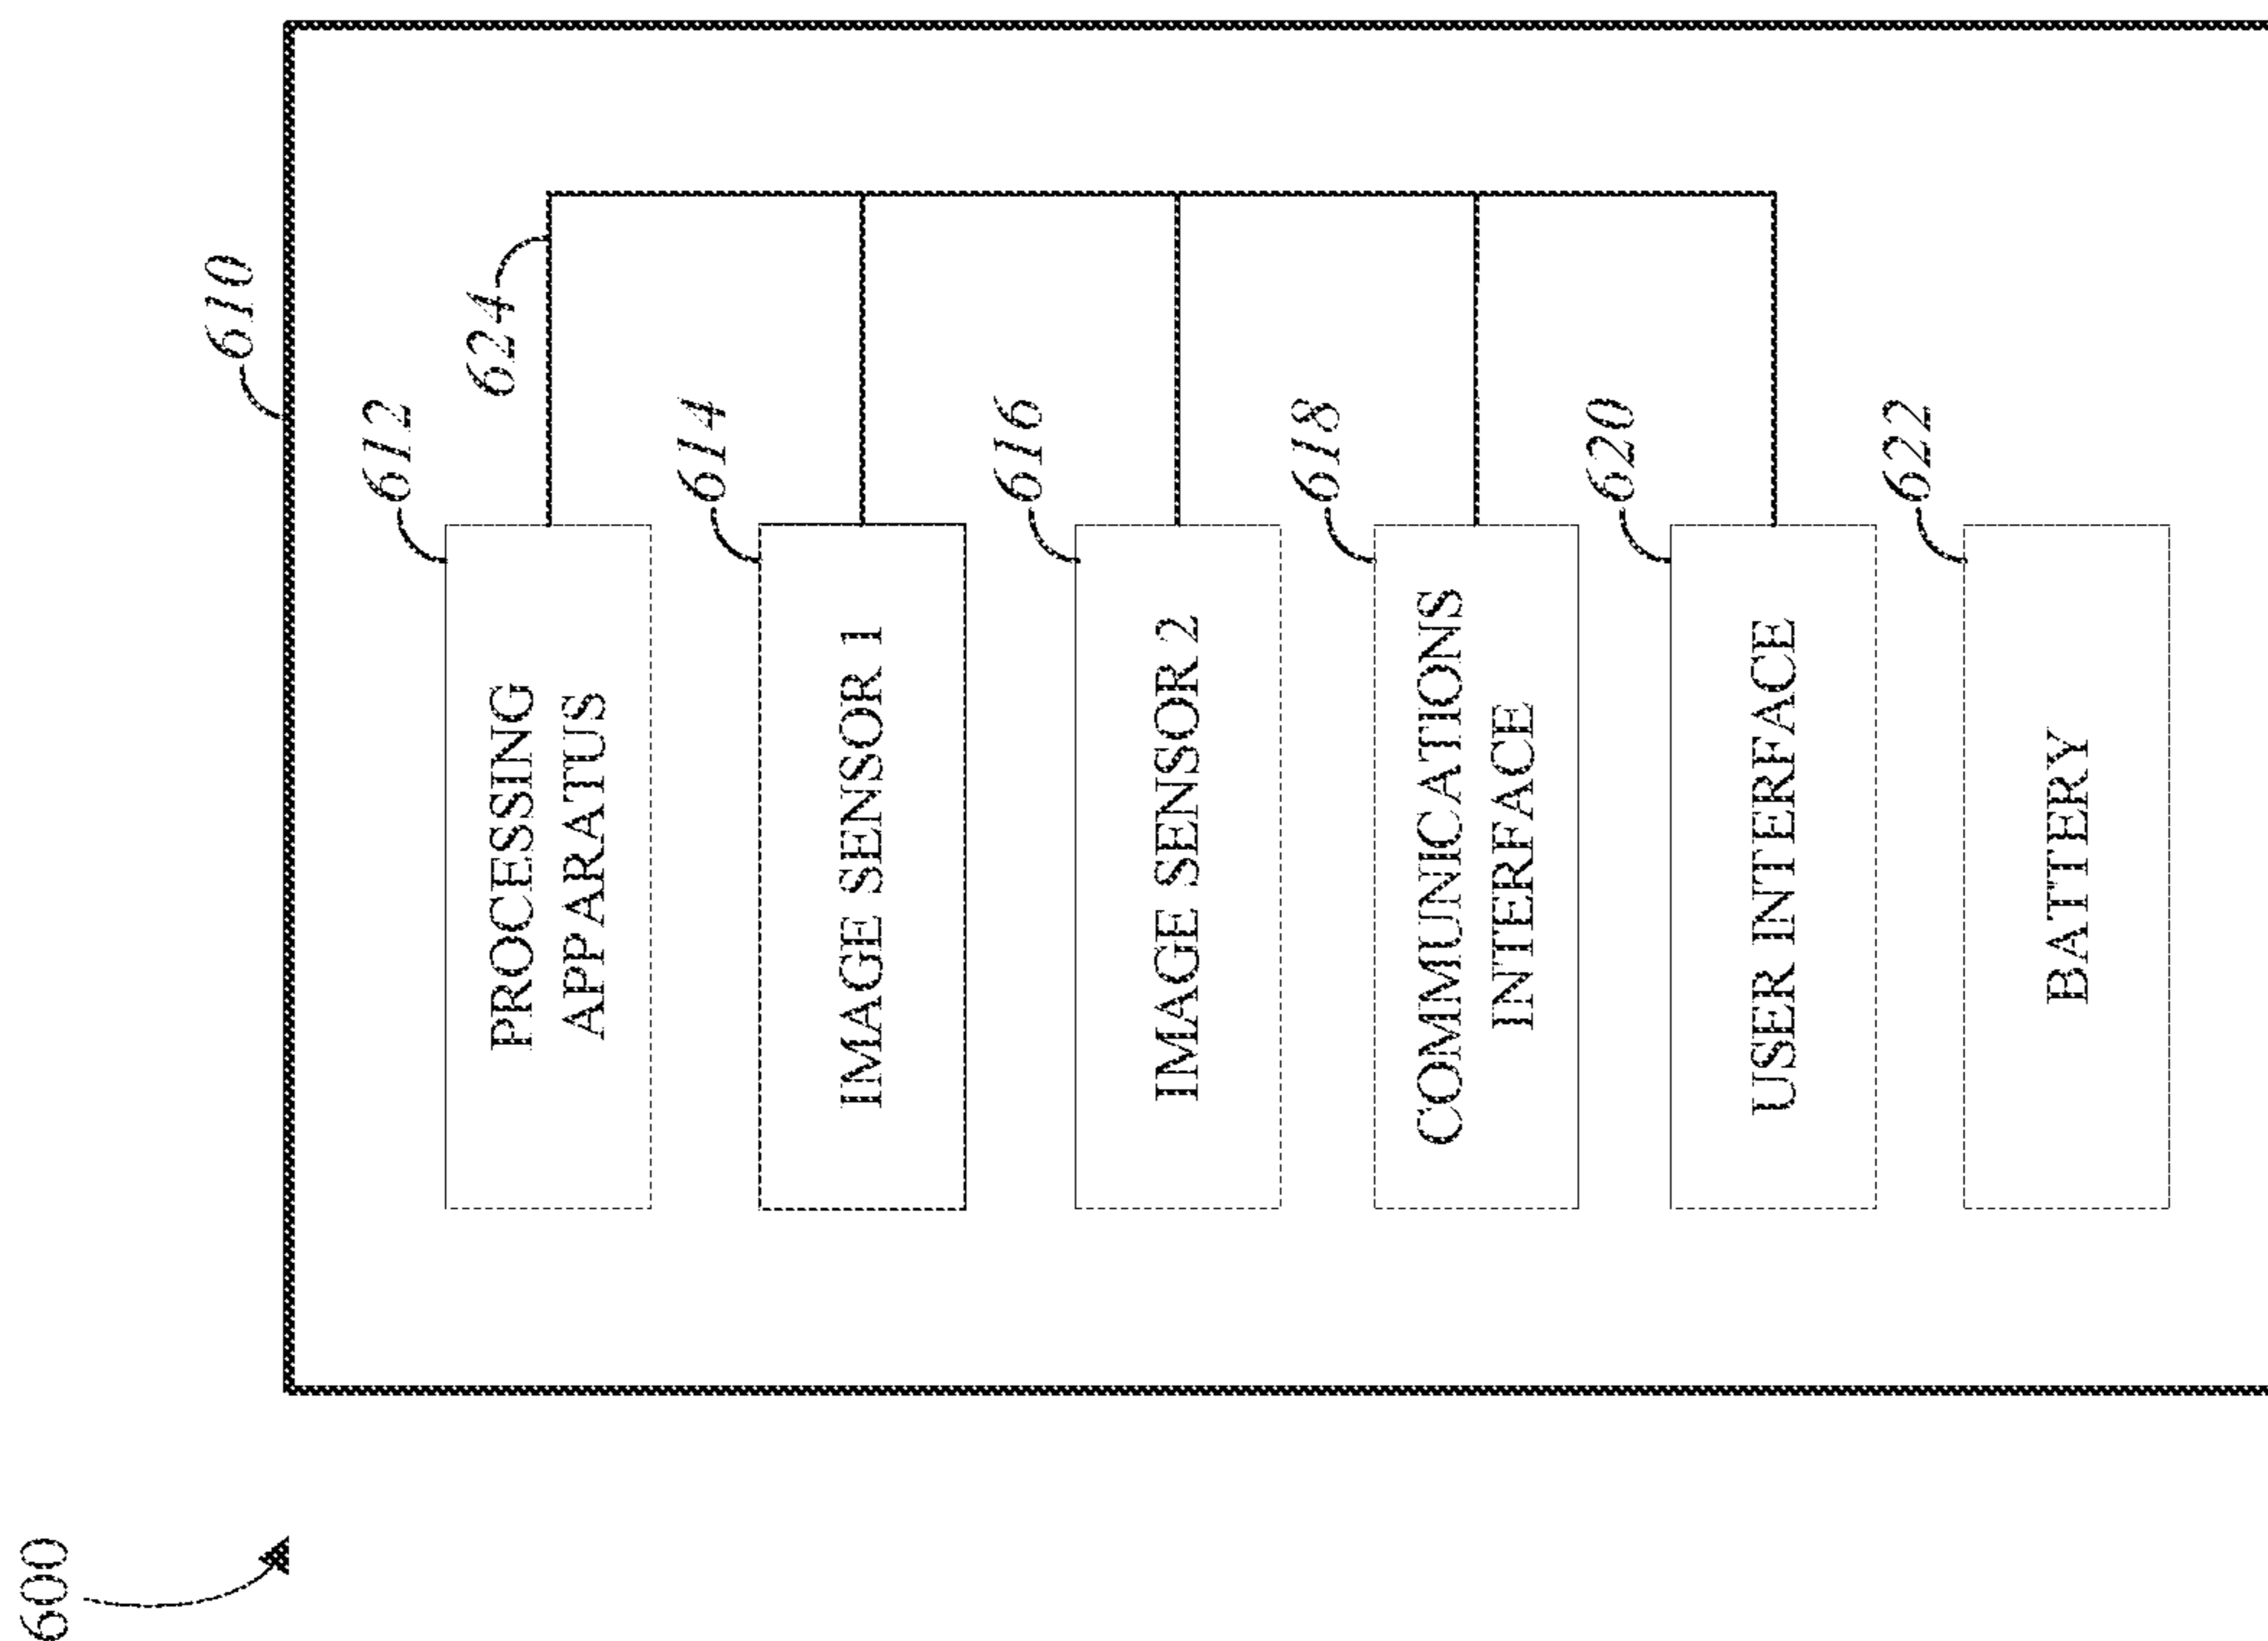 600
610
612
624
PROCESSING
APPARATUS
614
IMAGE SENSOR 1
616
IMAGE SENSOR 2
618
COMMUNICATIONS
INTERFACE
620
USER INTERFACE
622
BATTERY